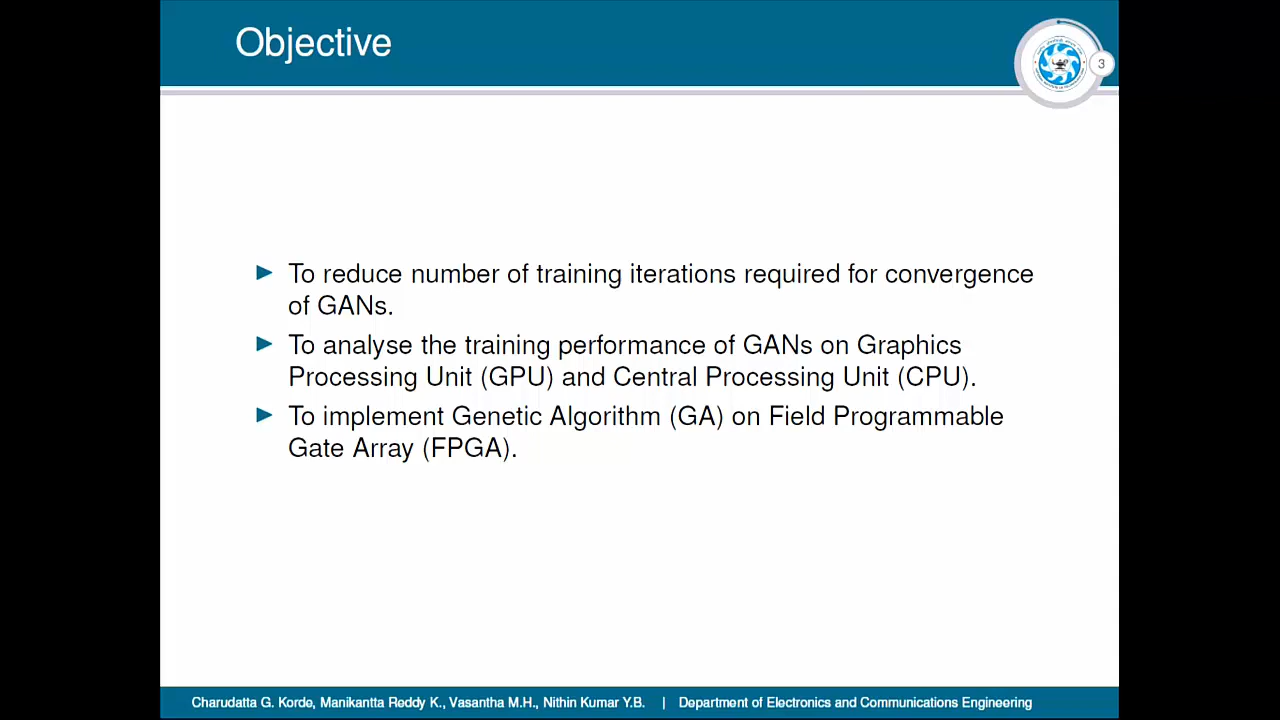 Objective
3
To reduce number of training iterations required for convergence
of GANs.
To analyse the training performance of GANs on Graphics
Processing Unit (GPU) and Central Processing Unit (CPU).
To implement Genetic Algorithm (GA) on Field Programmable
Gate Array (FPGA).
Charudatta G. Korde, Manikantta Reddy K., Vasantha M.H., Nithin Kumar Y.B. | Department of Electronics and Communications Engineering